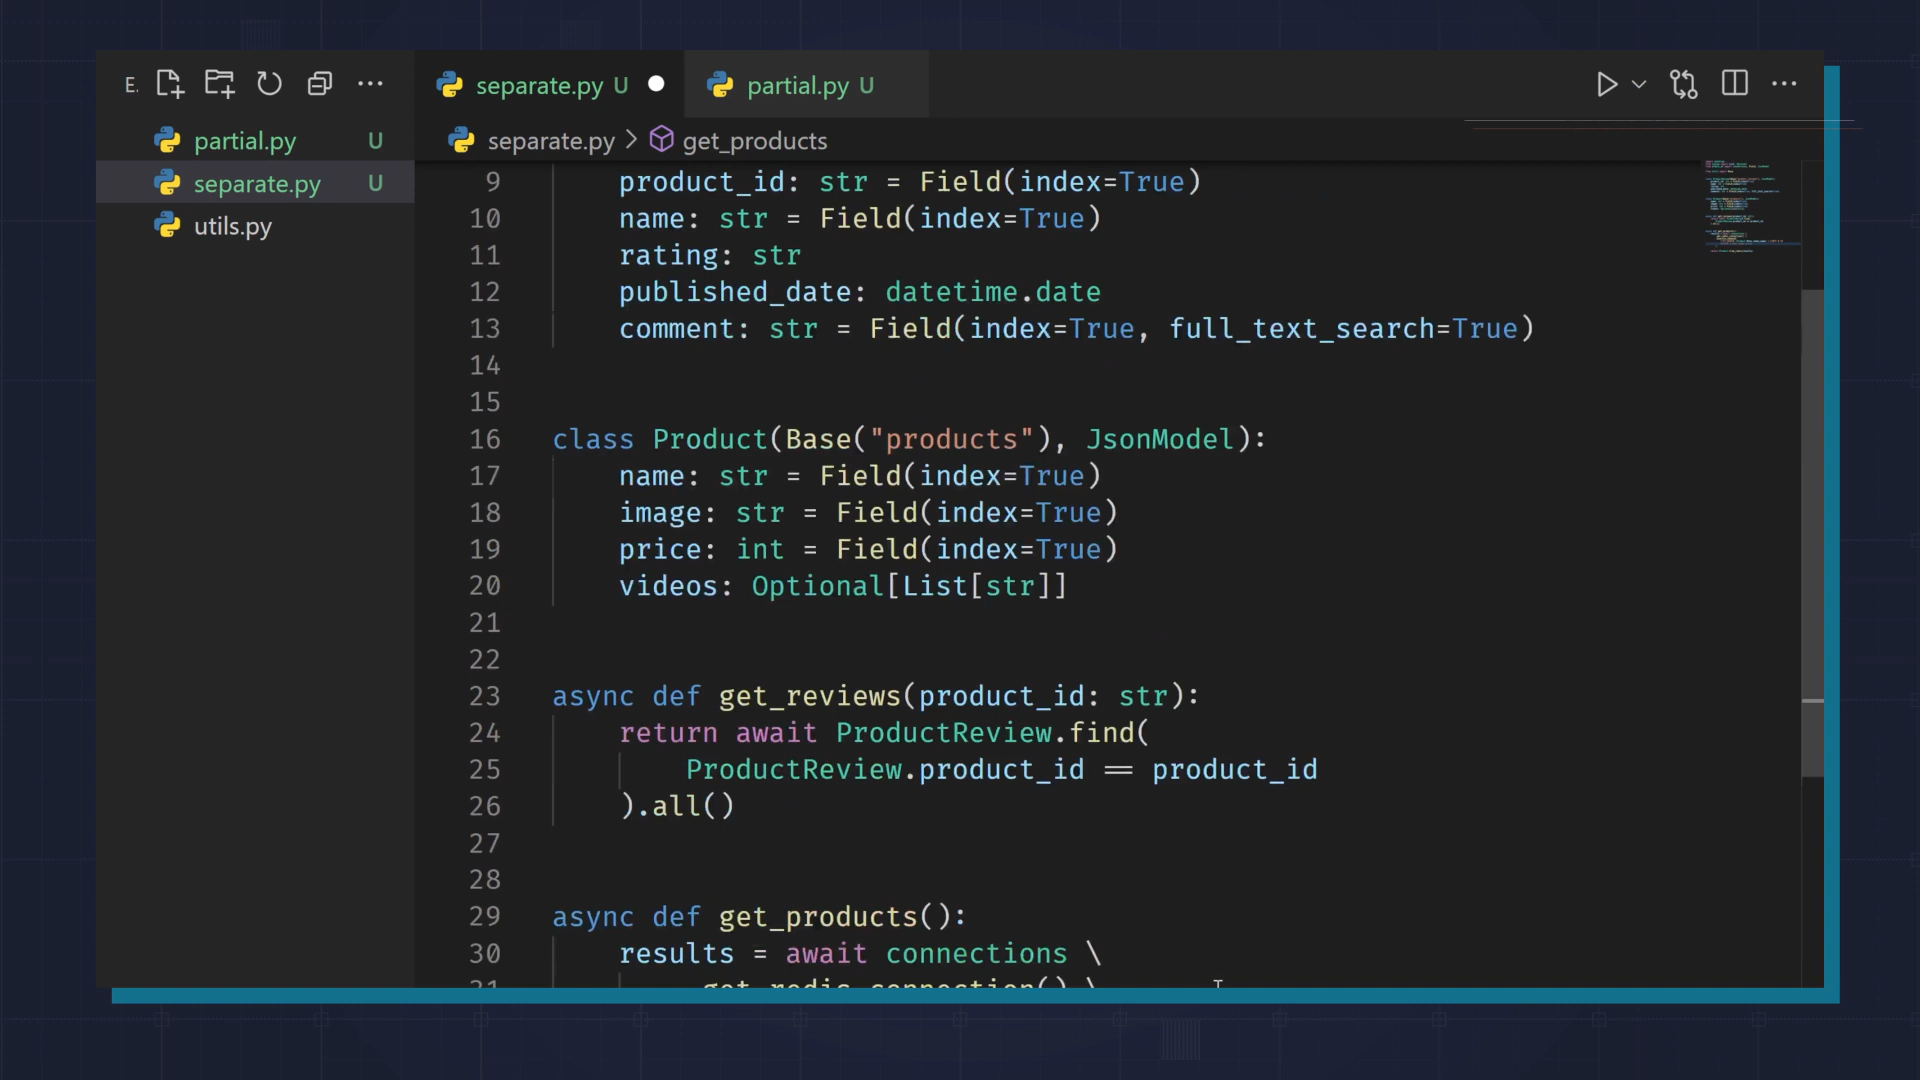 E.
separate.py U
partial.py U
partial.py U
separate.py U
utils.py
separate.py > get_products
9 product_id: str = Field(index=True)
10 name: str = Field(index=True)
11 rating: str
12 published_date: datetime.date
13 comment: str = Field(index=True, full_text_search=True)
14
15
16 class Product(Base("products"), JsonModel):
17 name: str = Field(index=True)
18 image: str = Field(index=True)
19 price: int = Field(index=True)
20 videos: Optional[List[str]]
21
22
23 async def get_reviews(product_id: str):
24 return await ProductReview.find(
25 ProductReview.product_id == product_id
26 ).all()
27
28
29 async def get_products():
30 results = await connections \
31 .get_redis_connection() \